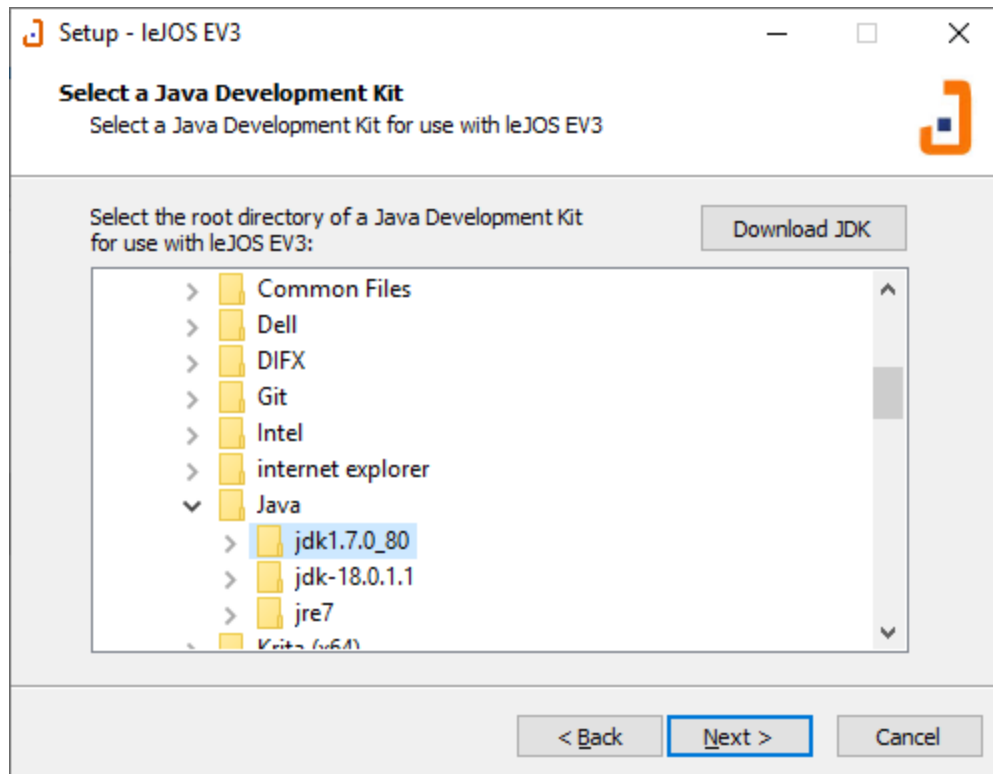 Setup - leJOS EV3
Select a Java Development Kit
Select a Java Development Kit for use with leJOS EV3
Select the root directory of a Java Development Kit
for use with leJOS EV3:
Download JDK
Common Files
Dell
DIFX
Git
Intel
internet explorer
Java
jdk1.7.0_80
jdk-18.0.1.1
jre7
Krita (x64)
< Back
Next >
Cancel